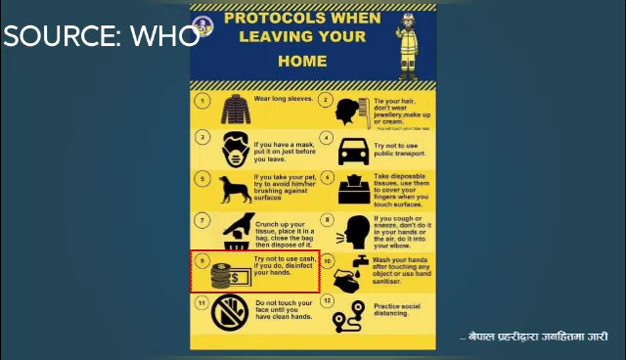 SOURCE: WHO
PROTOCOLS WHEN
LEAVING YOUR
HOME
1
Wear long sleeves.
2
Tie your hair,
don't wear
jewellery,make up
or cream.
3
If you have a mask,
put it on just before
you leave.
4
Try not to use
public transport.
5
If you take your pet,
try to avoid him/her
brushing against
surfaces
6
Take disposable
tissues, use them
to cover your
fingers when you
touch surfaces.
7
Crunch up your
tissue, place it in a
bag, close the bag
then dispose of it.
8
If you cough or
sneeze, don't do it
in your hands or
the air, do it into
your elbow.
9
Try not to use cash,
if you do, disinfect
your hands.
10
Wash your hands
after touching any
object or use hand
sanitiser.
11
Do not touch your
face until you
have clean hands.
12
Practice social
distancing.
... नेपाल प्रहरीद्वारा जनहितमा जारी